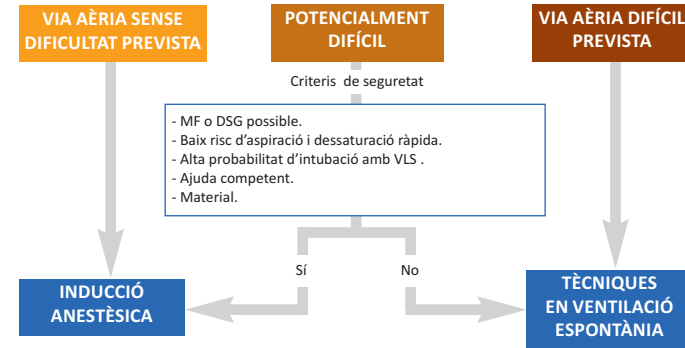 VIA AÈRIA SENSE
DIFICULTAT PREVISTA
POTENCIALMENT
DIFÍCIL
VIA AÈRIA DIFÍCIL
PREVISTA
Criteris de seguretat
- MF o DSG possible.
- Baix risc d'aspiració i dessaturació ràpida.
- Alta probabilitat d'intubació amb VLS .
- Ajuda competent.
- Material.
Sí
No
INDUCCIÓ
ANESTÈSICA
TÈCNIQUES
EN VENTILACIÓ
ESPONTÀNIA